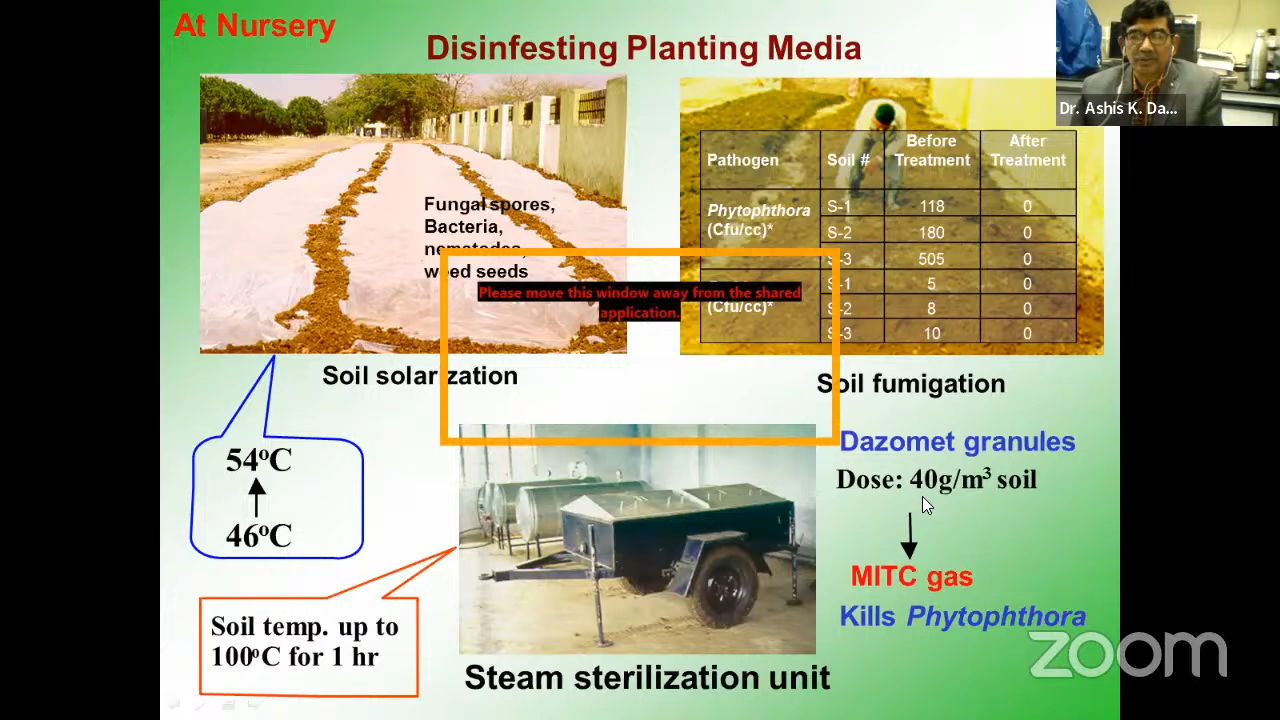 At Nursery
Disinfesting Planting Media
Dr. Ashis K. Da...
Fungal spores,
Bacteria,
nematodes,
weed seeds
Pathogen Soil # Before Treatment After Treatment
Phytophthora (Cfu/cc)* S-1 118 0
S-2 180 0
S-3 505 0
(Cfu/cc)* S-1 5 0
S-2 8 0
S-3 10 0
Please move this window away from the shared
application.
Soil solarization
Soil fumigation
54ºC
46ºC
Dazomet granules
Dose: 40g/m³ soil
MITC gas
Kills Phytophthora
Soil temp. up to
100ºC for 1 hr
Steam sterilization unit
zoom